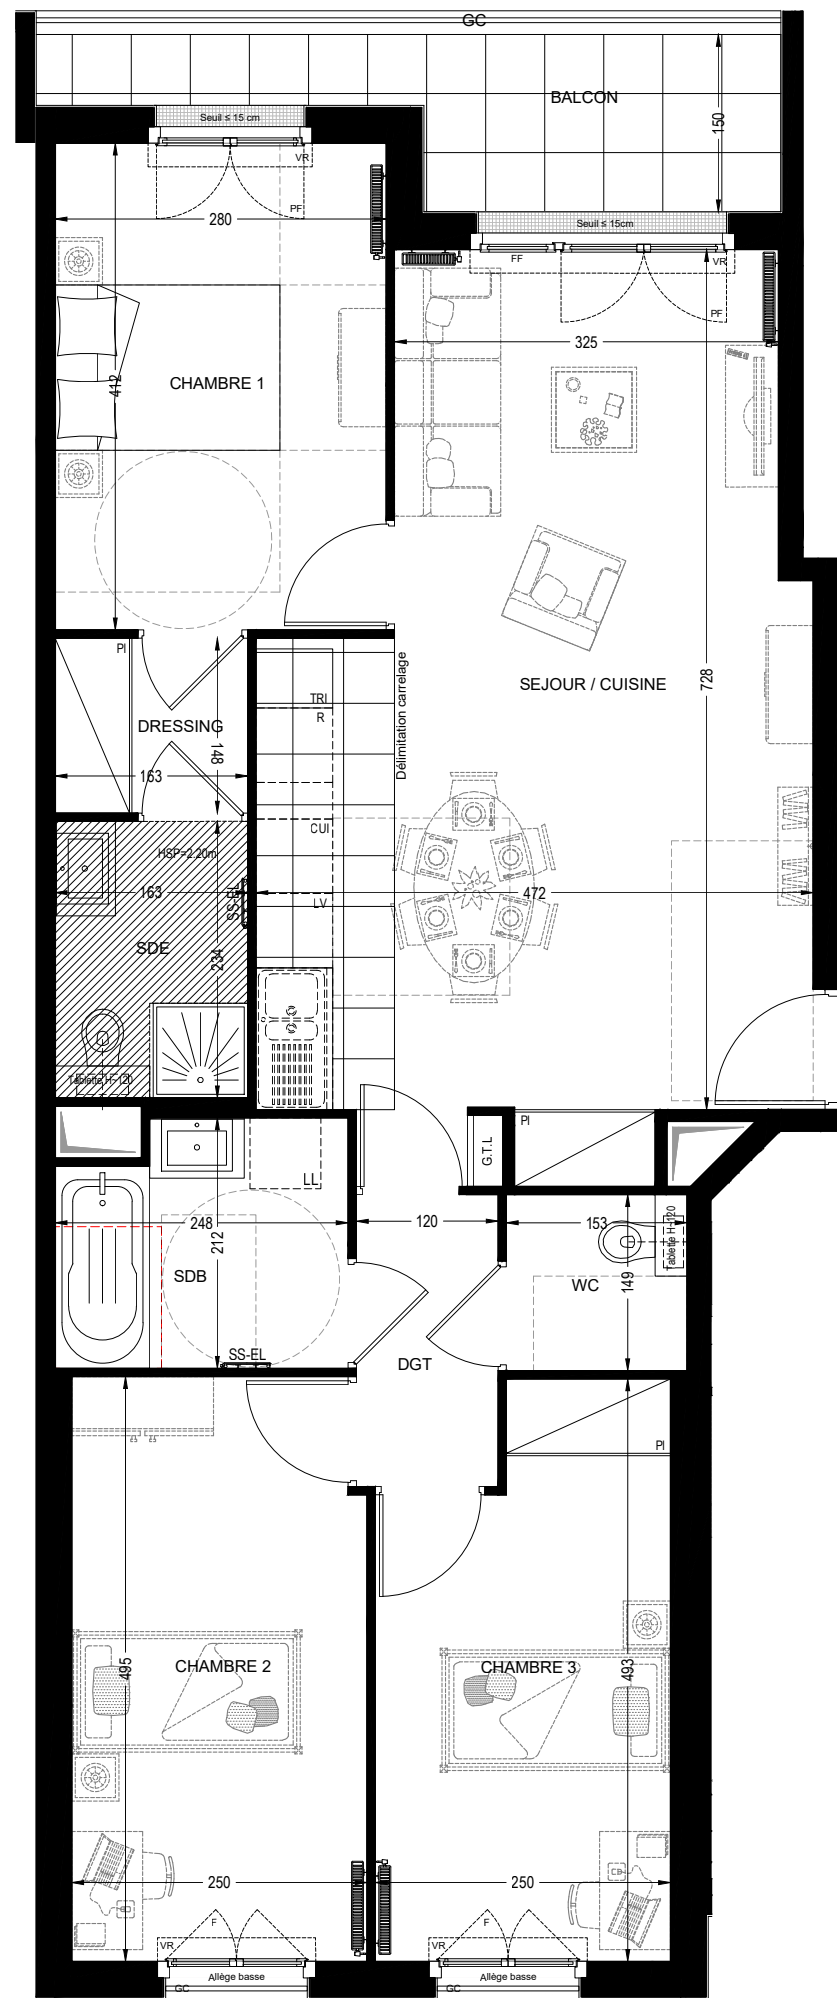 GC
BALCON
150
Seuil ≤ 15 cm
VR
PF
280
Seuil ≤ 15cm
FF
VR
PF
325
CHAMBRE 1
412
PI
TRI
R
Délimitation carrelage
SEJOUR / CUISINE
728
DRESSING
148
163
CUI
HSP=2.20m
163
SS-EL
LV
472
SDE
234
Tablette H-120
PI
G.T.L
LL
248
212
120
153
Tablette H-120
SDB
WC
149
SS-EL
DGT
PI
CHAMBRE 2
495
CHAMBRE 3
493
250
250
F
F
VR
VR
Allège basse
Allège basse
GC
GC